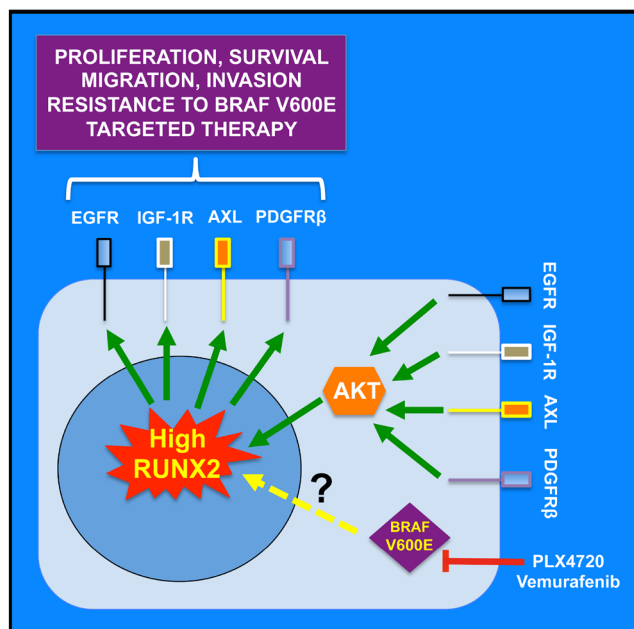 PROLIFERATION, SURVIVAL
MIGRATION, INVASION
RESISTANCE TO BRAF V600E
TARGETED THERAPY
EGFR IGF-1R AXL PDGFRβ
EGFR
IGF-1R
AXL
PDGFRβ
AKT
High
RUNX2
?
BRAF
V600E
PLX4720
Vemurafenib